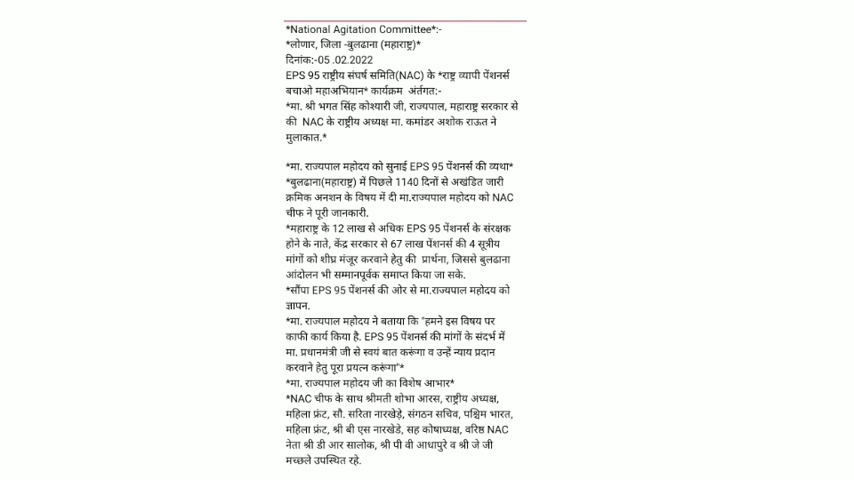 *National Agitation Committee*:-
*लोणार, जिला -बुलढाना (महाराष्ट्र)*
दिनांक:-05 .02.2022
EPS 95 राष्ट्रीय संघर्ष समिति(NAC) के *राष्ट्र व्यापी पेंशनर्स
बचाओ महाअभियान* कार्यक्रम अंर्तगत:-
*मा. श्री भगत सिंह कोश्यारी जी, राज्यपाल, महाराष्ट्र सरकार से
की NAC के राष्ट्रीय अध्यक्ष मा. कमांडर अशोक राऊत ने
मुलाकात.*
*मा. राज्यपाल महोदय को सुनाई EPS 95 पेंशनर्स की व्यथा*
*बुलढाना(महाराष्ट्र) में पिछले 1140 दिनों से अखंडित जारी
क्रमिक अनशन के विषय में दी मा.राज्यपाल महोदय को NAC
चीफ ने पूरी जानकारी.
*महाराष्ट्र के 12 लाख से अधिक EPS 95 पेंशनर्स के संरक्षक
होने के नाते, केंद्र सरकार से 67 लाख पेंशनर्स की 4 सूत्रीय
मांगों को शीघ्र मंजूर करवाने हेतु की प्रार्थना, जिससे बुलढाना
आंदोलन भी सम्मानपूर्वक समाप्त किया जा सके.
*सौंपा EPS 95 पेंशनर्स की ओर से मा.राज्यपाल महोदय को
ज्ञापन.
*मा. राज्यपाल महोदय ने बताया कि "हमने इस विषय पर
काफी कार्य किया है. EPS 95 पेंशनर्स की मांगों के संदर्भ में
मा. प्रधानमंत्री जी से स्वयं बात करूंगा व उन्हें न्याय प्रदान
करवाने हेतु पूरा प्रयत्न करूंगा"*
*मा. राज्यपाल महोदय जी का विशेष आभार*
*NAC चीफ के साथ श्रीमती शोभा आरस, राष्ट्रीय अध्यक्ष,
महिला फ्रंट, सौ. सरिता नारखेड़े, संगठन सचिव, पश्चिम भारत,
महिला फ्रंट, श्री बी एस नारखेडे, सह कोषाध्यक्ष, वरिष्ठ NAC
नेता श्री डी आर सालोक, श्री पी वी आधापुरे व श्री जे जी
मच्छले उपस्थित रहे.